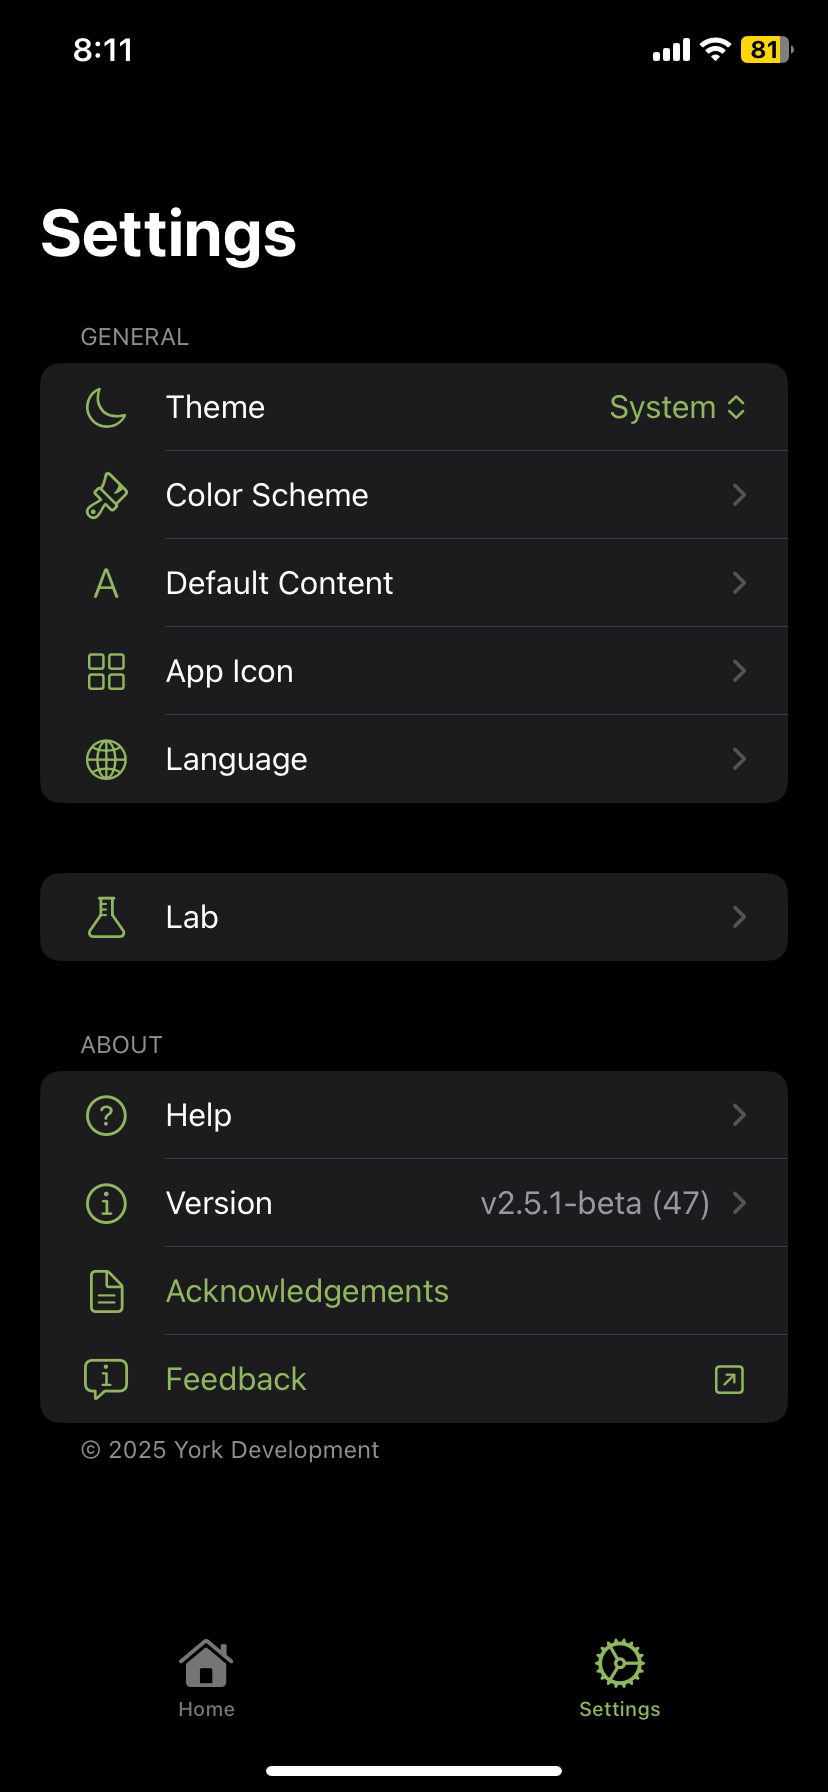 8:11
81
Settings
GENERAL
Theme System
Color Scheme
Default Content
App Icon
Language
Lab
ABOUT
Help
Version v2.5.1-beta (47)
Acknowledgements
Feedback
© 2025 York Development
Home Settings